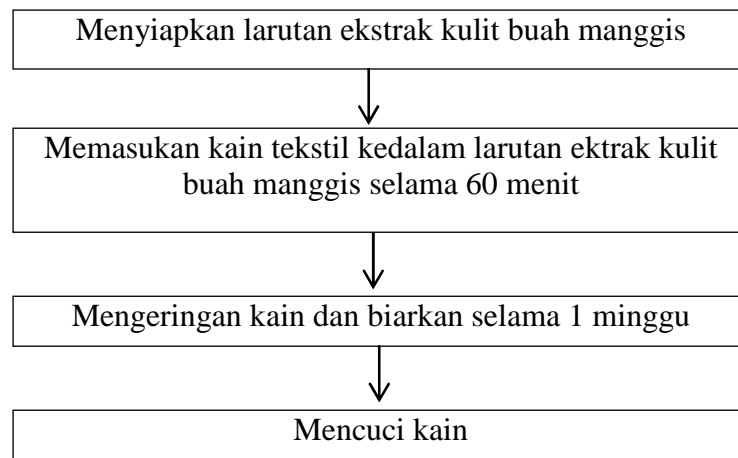 Menyiapkan larutan ekstrak kulit buah manggis
Memasukan kain tekstil kedalam larutan ektrak kulit
buah manggis selama 60 menit
Mengeringan kain dan biarkan selama 1 minggu
Mencuci kain